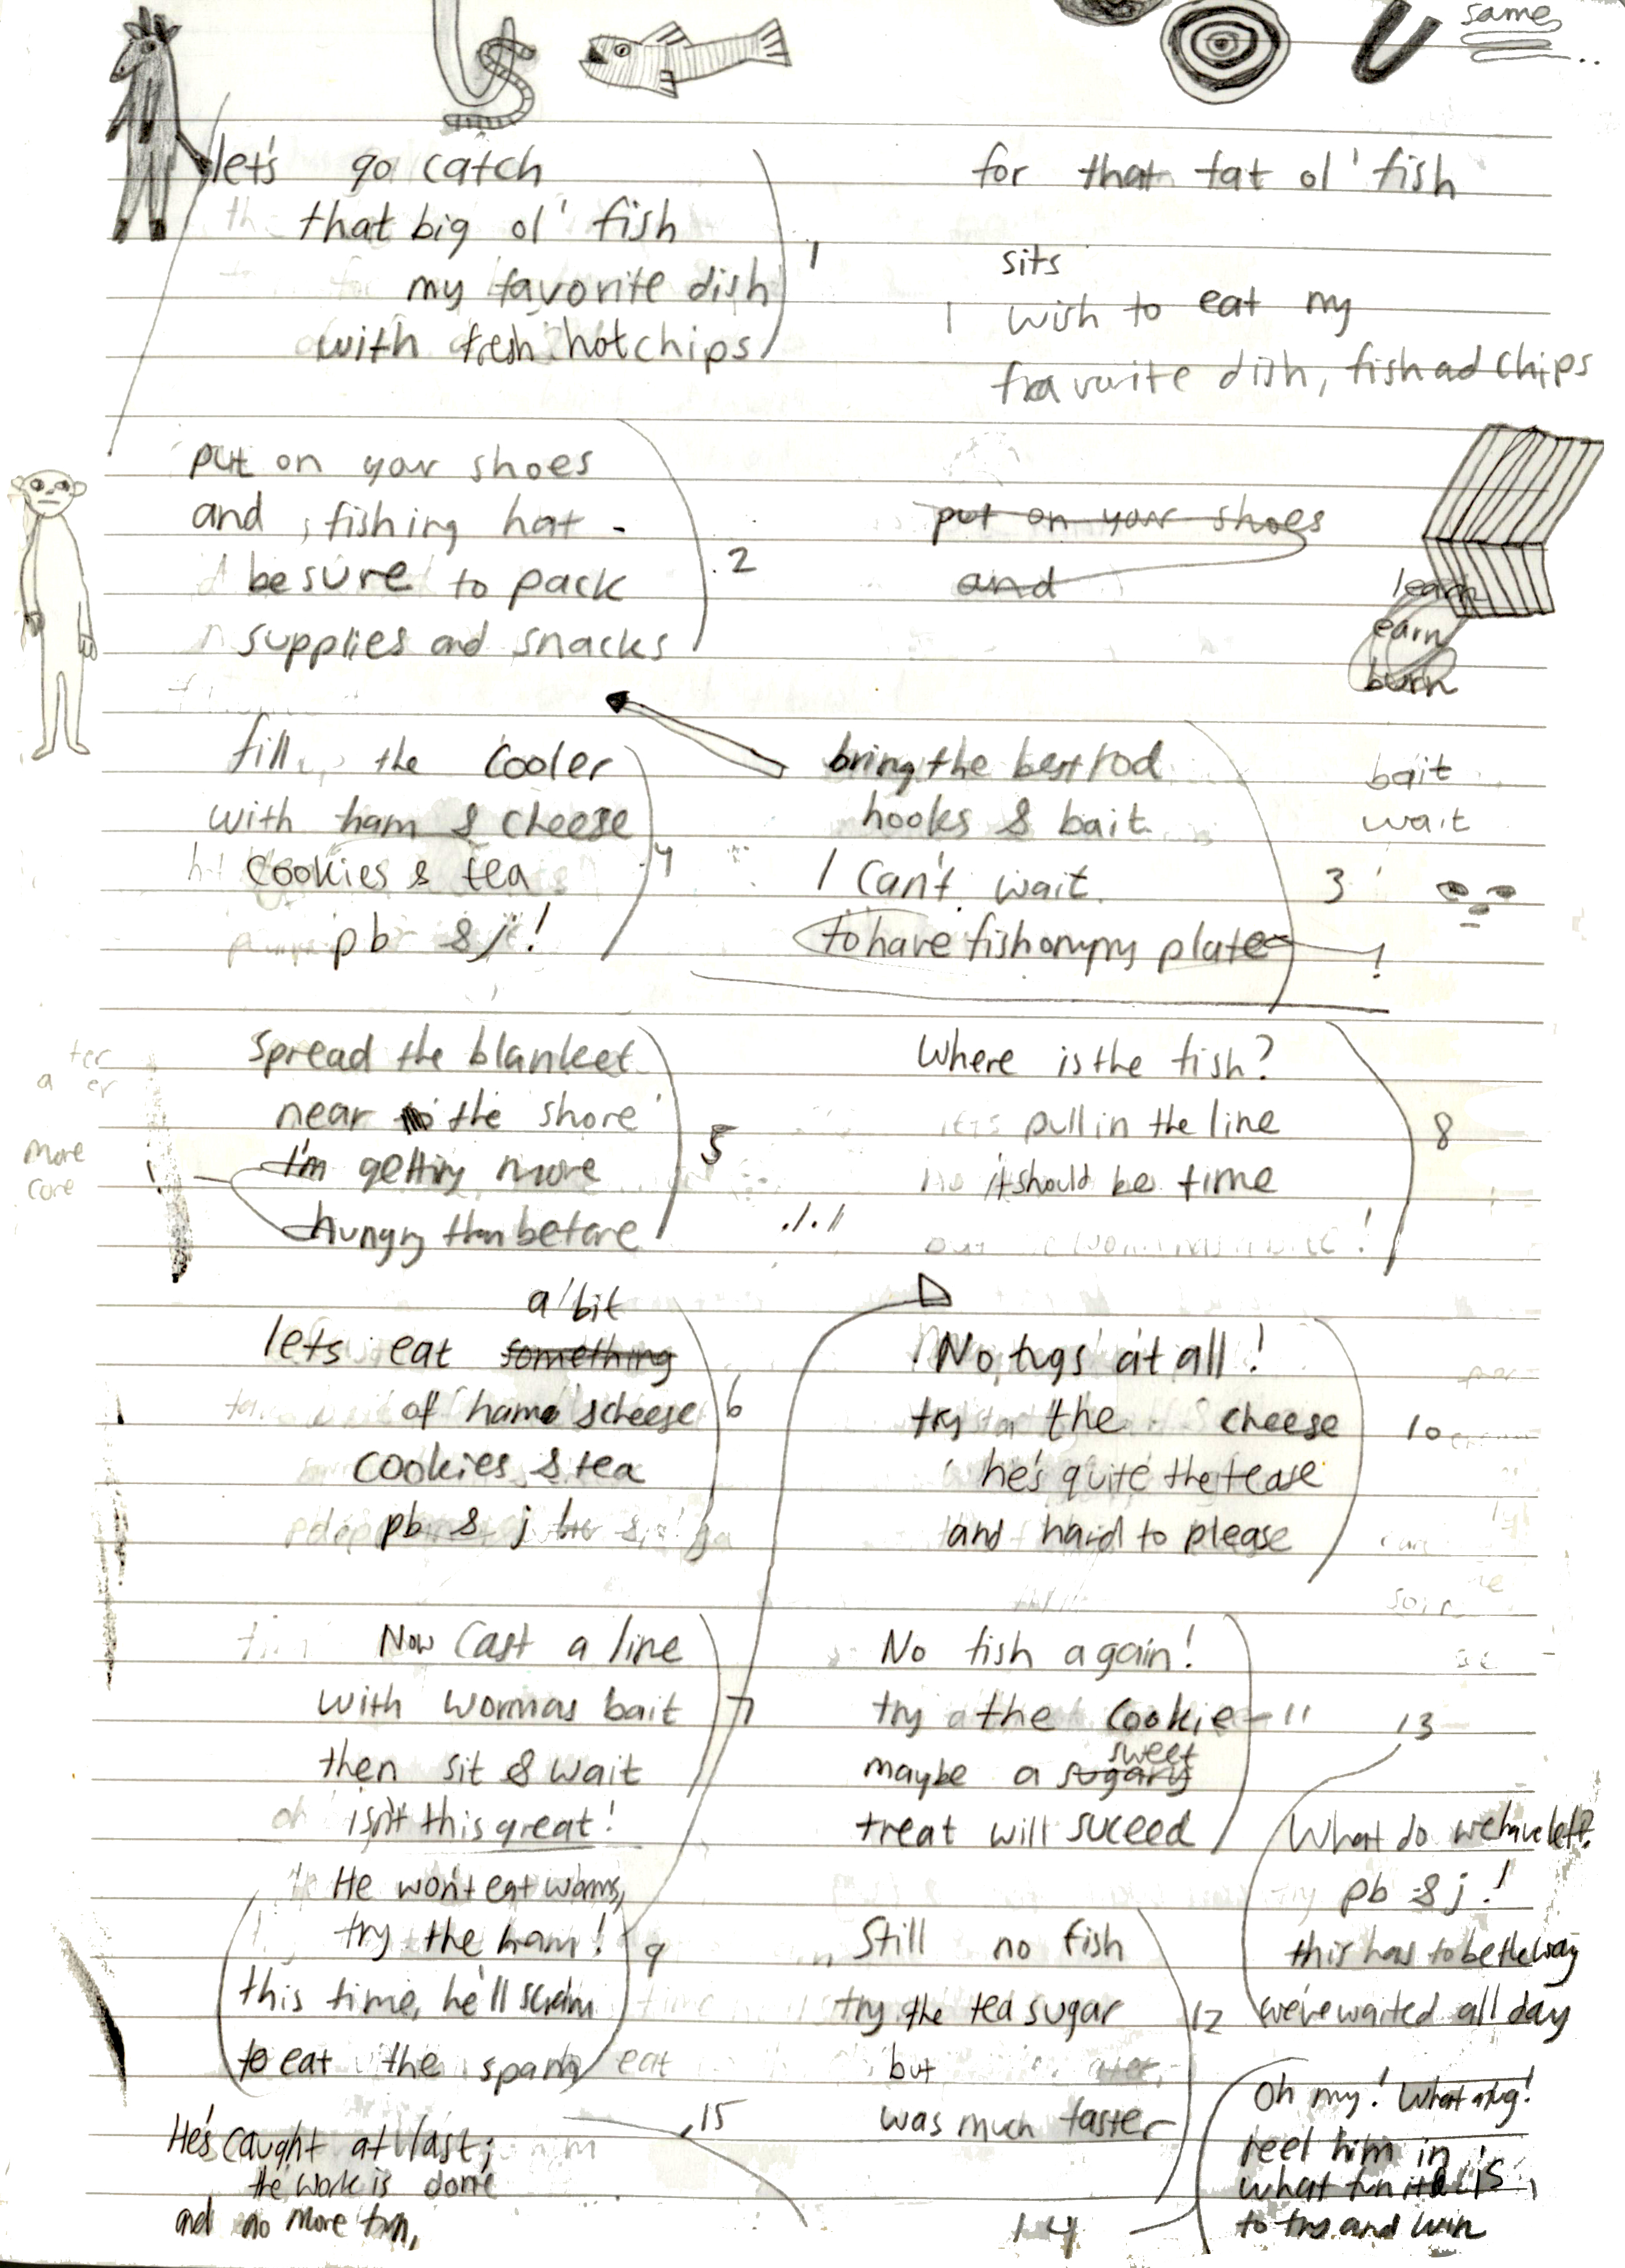 same
let's go catch
that big ol' fish
my favorite dish
with fresh hot chips
1
for that fat ol' fish
sits
I wish to eat my
fravorite dish, fish ad chips
put on your shoes
and fishing hat
be sure to pack
supplies and snacks
2
put on your shoes
and
learn
earn
burn
fill the cooler
with ham & cheese
cookies & tea
pb & j!
4
bring the best rod
hooks & bait
I can't wait
to have fish on my plate
!
3
bait
wait
ter
a er
more
core
spread the blanket
near the shore
I'm getting more
hungry than before
5
Where is the fish?
let's pull in the line
it should be time
8
a bit
lets eat something
of ham & cheese
cookies & tea
pb & j
6
No tugs at all!
try the cheese
he's quite the tease
and hard to please
10
Now cast a line
with worm as bait
then sit & wait
isn't this great!
7
No fish again!
try the cookie
sweet
maybe a sugary
treat will suceed
11
13
What do we have left?
pb & j!
this has to be the way
we've waited all day
He won't eat worms,
try the ham!
this time, he'll scram
to eat the spam
9
Still no fish
try the tea sugar
but
was much faster
12
Oh my! What a tug!
reel him in
what fun it is
to try and win
14
He's caught at last;
the work is done
and no more fun,
15